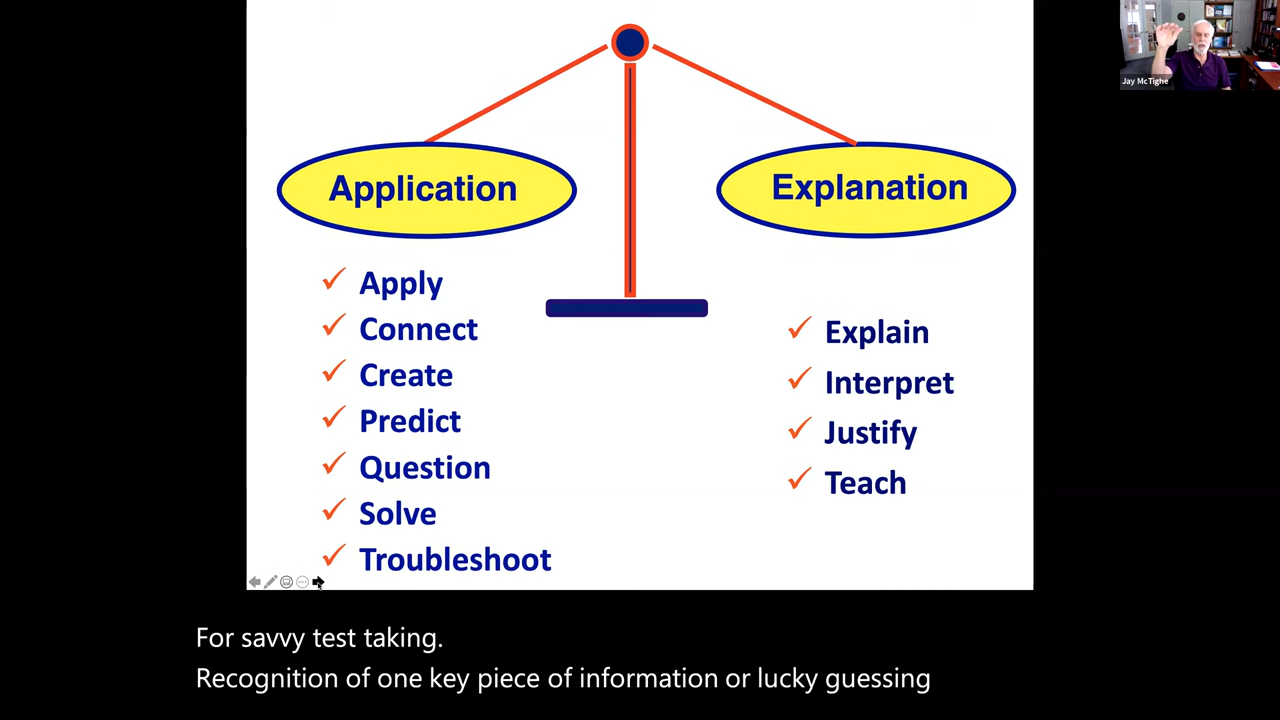 Jay McTighe
Application
Explanation
Apply
Connect
Create
Predict
Question
Solve
Troubleshoot
Explain
Interpret
Justify
Teach
For savvy test taking.
Recognition of one key piece of information or lucky guessing